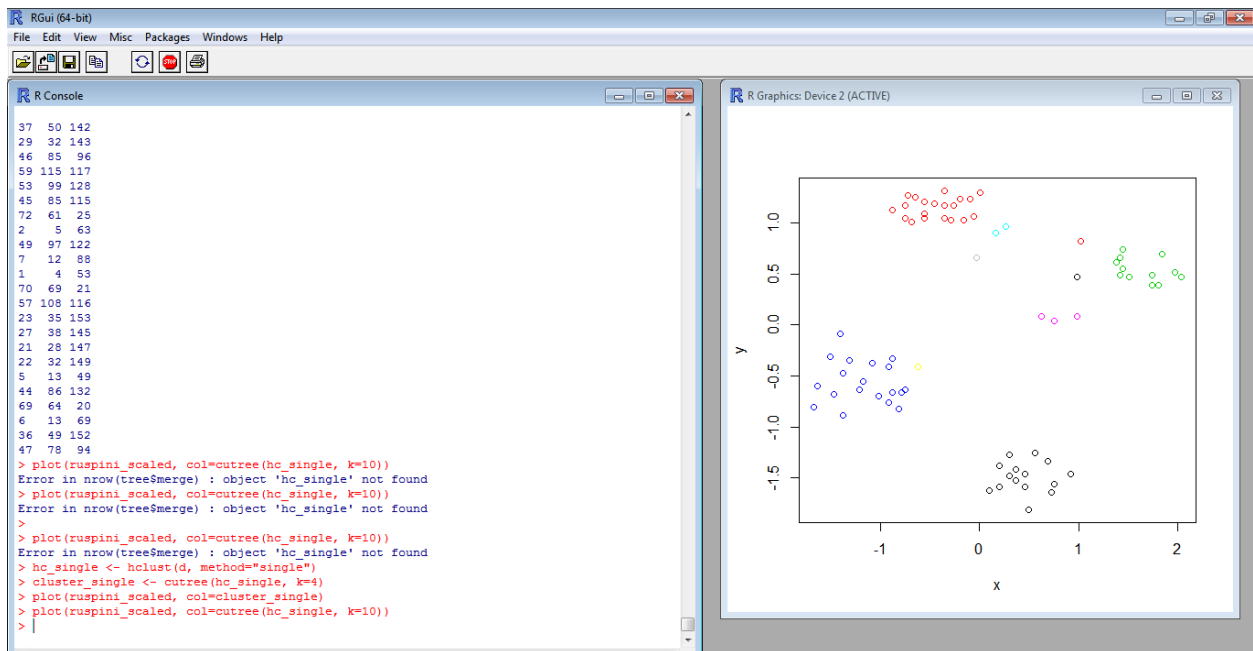 RGui (64-bit)
File Edit View Misc Packages Windows Help
STOP
R Console
37 50 142
29 32 143
46 85 96
59 115 117
53 99 128
45 85 115
72 61 25
2 5 63
49 97 122
7 12 88
1 4 53
70 69 21
57 108 116
23 35 153
27 38 145
21 28 147
22 32 149
5 13 49
44 86 132
69 64 20
6 13 69
36 49 152
47 78 94
> plot(ruspini_scaled, col=cutree(hc_single, k=10))
Error in nrow(tree$merge) : object 'hc_single' not found
> plot(ruspini_scaled, col=cutree(hc_single, k=10))
Error in nrow(tree$merge) : object 'hc_single' not found
>
> plot(ruspini_scaled, col=cutree(hc_single, k=10))
Error in nrow(tree$merge) : object 'hc_single' not found
> hc_single <- hclust(d, method="single")
> cluster_single <- cutree(hc_single, k=4)
> plot(ruspini_scaled, col=cluster_single)
> plot(ruspini_scaled, col=cutree(hc_single, k=10))
>
R Graphics: Device 2 (ACTIVE)
1.0
0.5
0.0
-0.5
-1.0
-1.5
y
-1 0 1 2
x